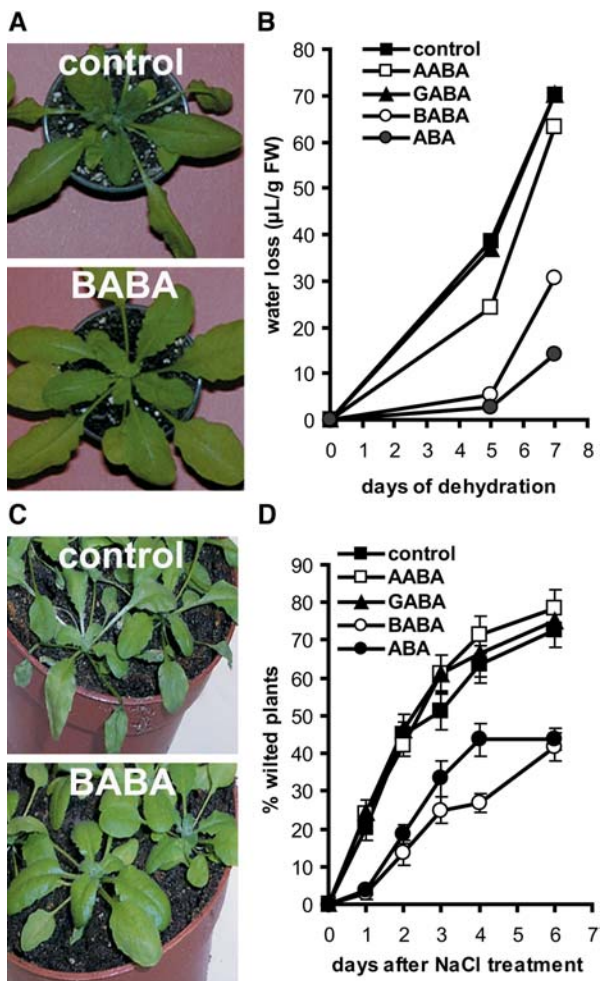 A
control
BABA
B
control
AABA
GABA
BABA
ABA
water loss (µL/g FW)
80
70
60
50
40
30
20
10
0
0 1 2 3 4 5 6 7 8
days of dehydration
C
control
BABA
D
control
AABA
GABA
BABA
ABA
% wilted plants
90
80
70
60
50
40
30
20
10
0
0 1 2 3 4 5 6 7
days after NaCl treatment